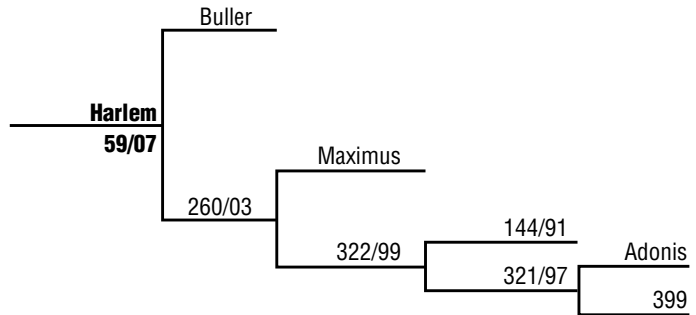 Buller
Harlem
59/07
Maximus
260/03
144/91
322/99
Adonis
321/97
399